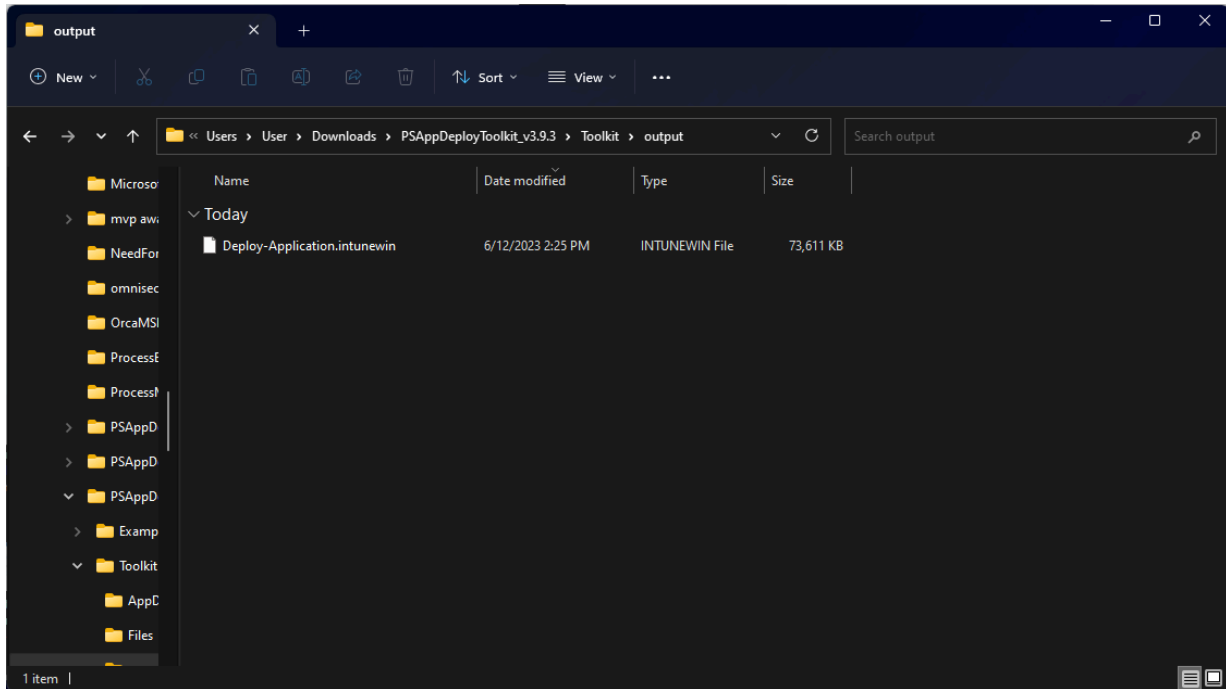 output
New
Sort
View
« Users > User > Downloads > PSAppDeployToolkit_v3.9.3 > Toolkit > output
Search output
Name Date modified Type Size
Today
Deploy-Application.intunewin 6/12/2023 2:25 PM INTUNEWIN File 73,611 KB
Microso
mvp awa
NeedFor
omnisec
OrcaMSI
ProcessE
ProcessM
PSAppD
PSAppD
PSAppD
Examp
Toolkit
AppD
Files
1 item